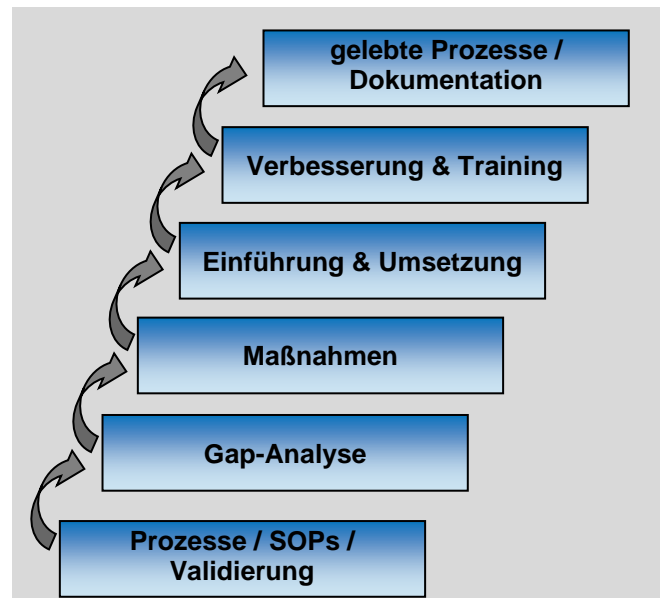 gelebte Prozesse /
Dokumentation
Verbesserung & Training
Einführung & Umsetzung
Maßnahmen
Gap-Analyse
Prozesse / SOPs /
Validierung